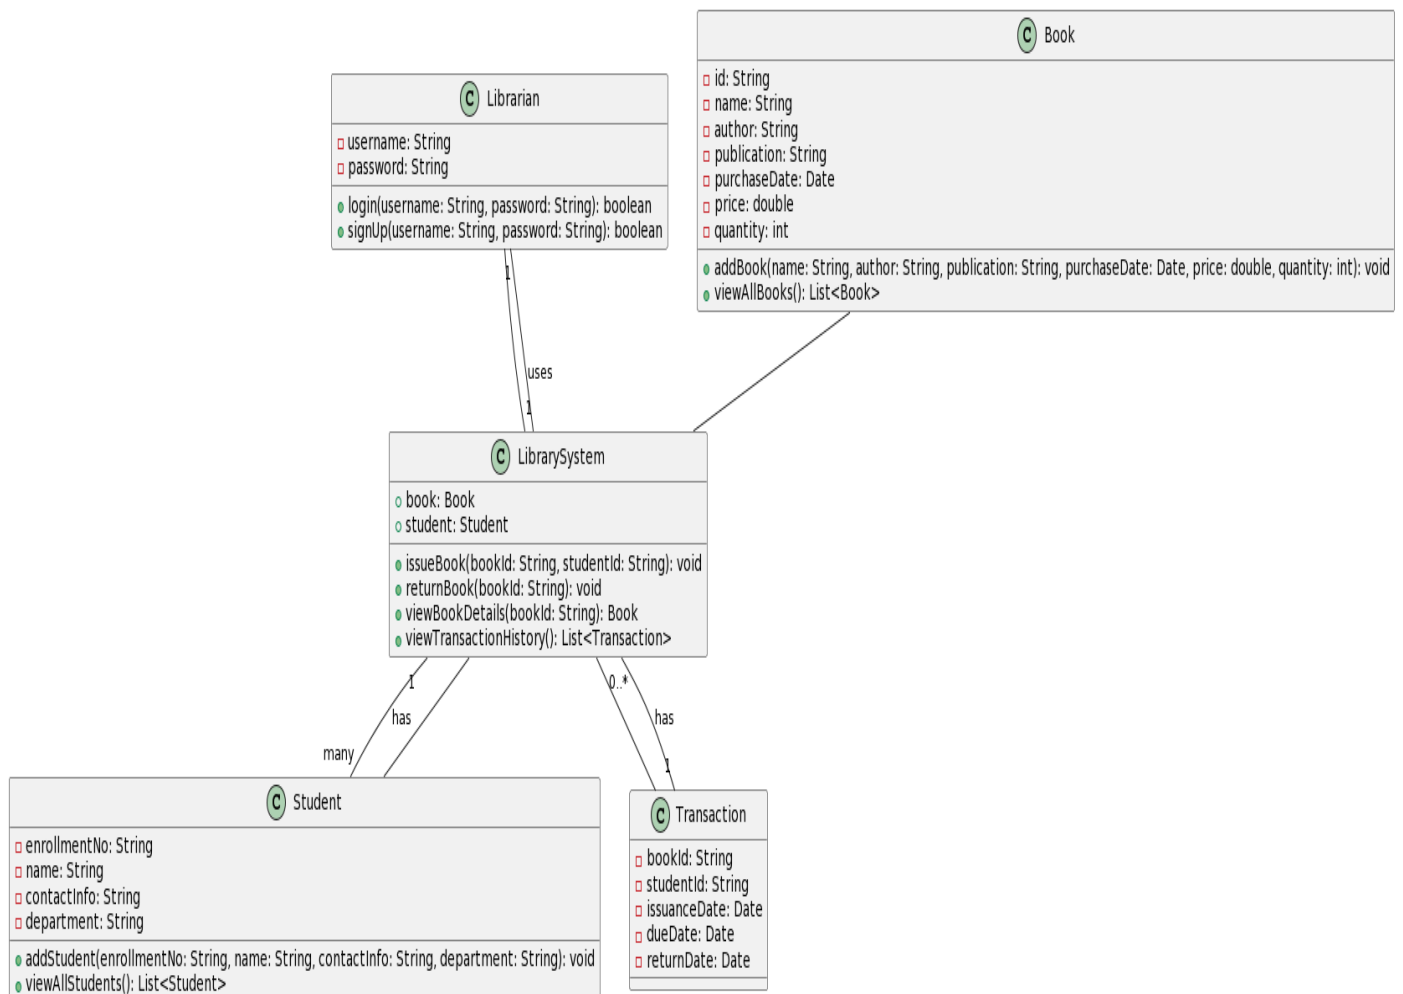 C Librarian
username: String
password: String
login(username: String, password: String): boolean
signUp(username: String, password: String): boolean
C Book
id: String
name: String
author: String
publication: String
purchaseDate: Date
price: double
quantity: int
addBook(name: String, author: String, publication: String, purchaseDate: Date, price: double, quantity: int): void
viewAllBooks(): List<Book>
1
uses
1
C LibrarySystem
book: Book
student: Student
issueBook(bookId: String, studentId: String): void
returnBook(bookId: String): void
viewBookDetails(bookId: String): Book
viewTransactionHistory(): List<Transaction>
1
has
many
0..*
has
1
C Student
enrollmentNo: String
name: String
contactInfo: String
department: String
addStudent(enrollmentNo: String, name: String, contactInfo: String, department: String): void
viewAllStudents(): List<Student>
C Transaction
bookId: String
studentId: String
issuanceDate: Date
dueDate: Date
returnDate: Date